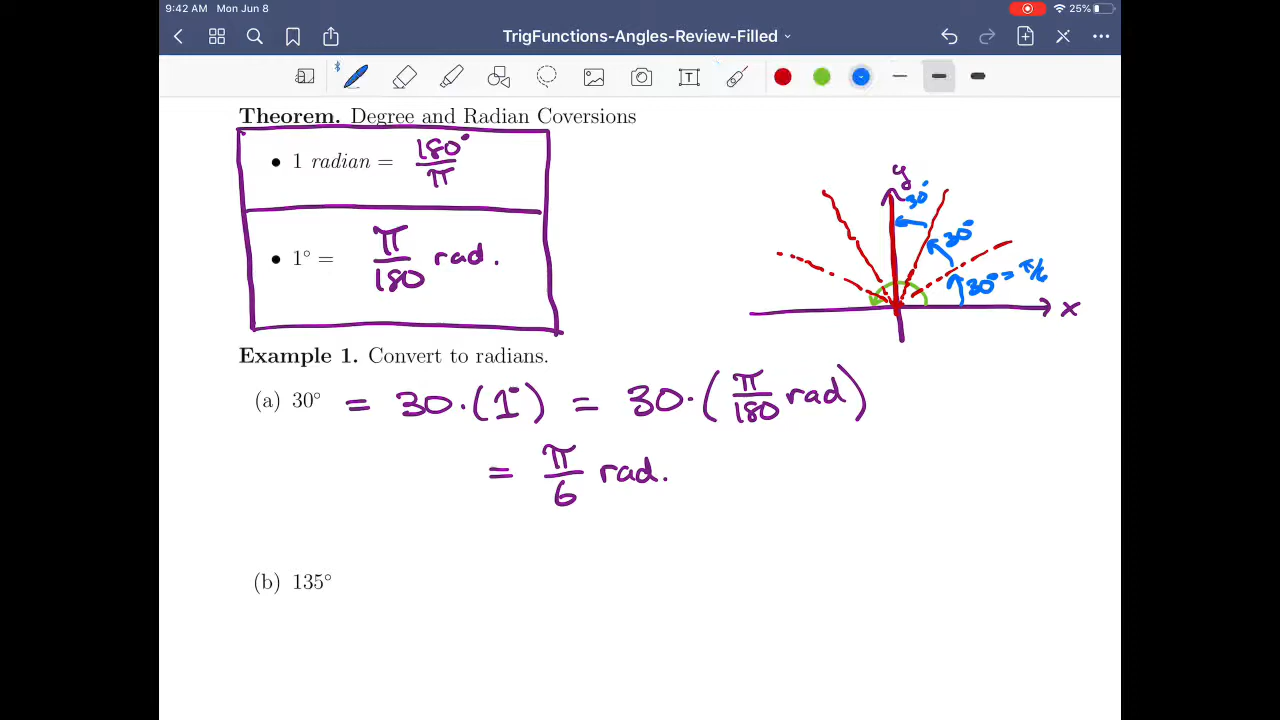 9:42 AM Mon Jun 8 25%
TrigFunctions-Angles-Review-Filled
T
Theorem. Degree and Radian Coversions
• 1 radian = 180°/π
• 1° = π/180 rad.
y
30°
30°
30° = π/6
x
Example 1. Convert to radians.
(a) 30° = 30 · (1°) = 30 · (π/180 rad)
= π/6 rad.
(b) 135°